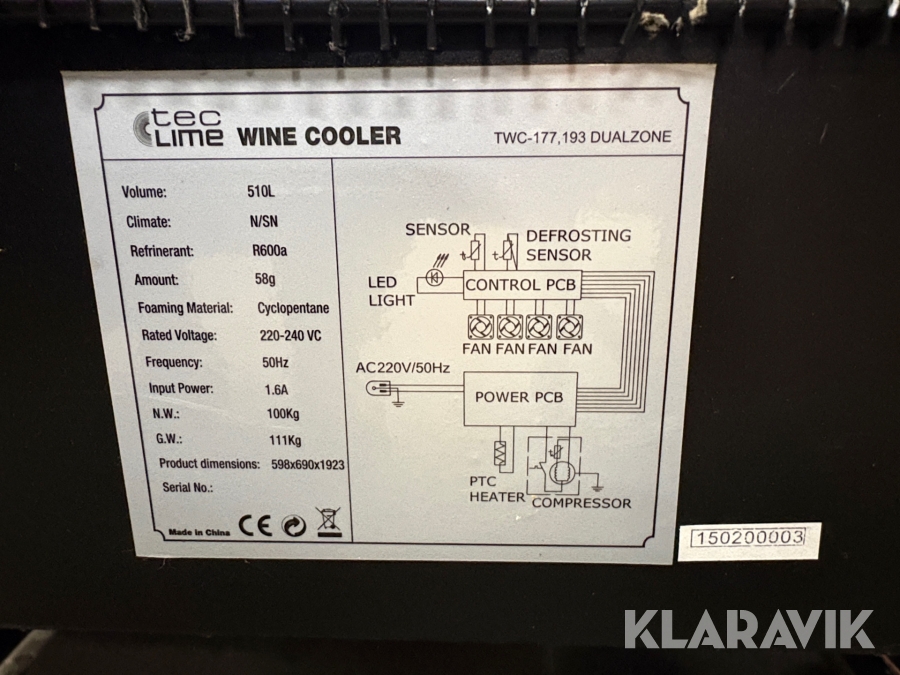 tec LIME WINE COOLER TWC-177,193 DUALZONE
Volume: 510L
Climate: N/SN
Refrinerant: R600a
Amount: 58g
Foaming Material: Cyclopentane
Rated Voltage: 220-240 VC
Frequency: 50Hz
Input Power: 1.6A
N.W.: 100Kg
G.W.: 111Kg
Product dimensions: 598x690x1923
Serial No.:
Made in China CE
SENSOR
DEFROSTING
SENSOR
t
t
LED
LIGHT
CONTROL PCB
FAN FAN FAN FAN
AC220V/50Hz
POWER PCB
t
PTC
HEATER
COMPRESSOR
150200003
KLARAVIK